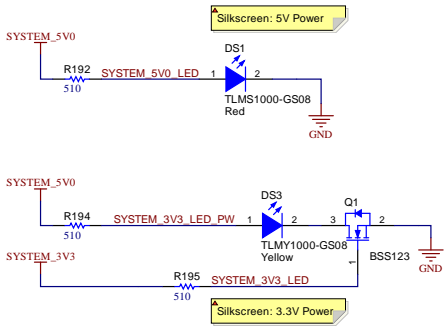 Silkscreen: 5V Power
SYSTEM_5V0
DS1
R192
SYSTEM_5V0_LED
1
2
510
TLMS1000-GS08
Red
GND
SYSTEM_5V0
DS3
Q1
R194
SYSTEM_3V3_LED_PW
1
2
3
2
510
TLMY1000-GS08
Yellow
BSS123
SYSTEM_3V3
1
GND
R195
SYSTEM_3V3_LED
510
Silkscreen: 3.3V Power